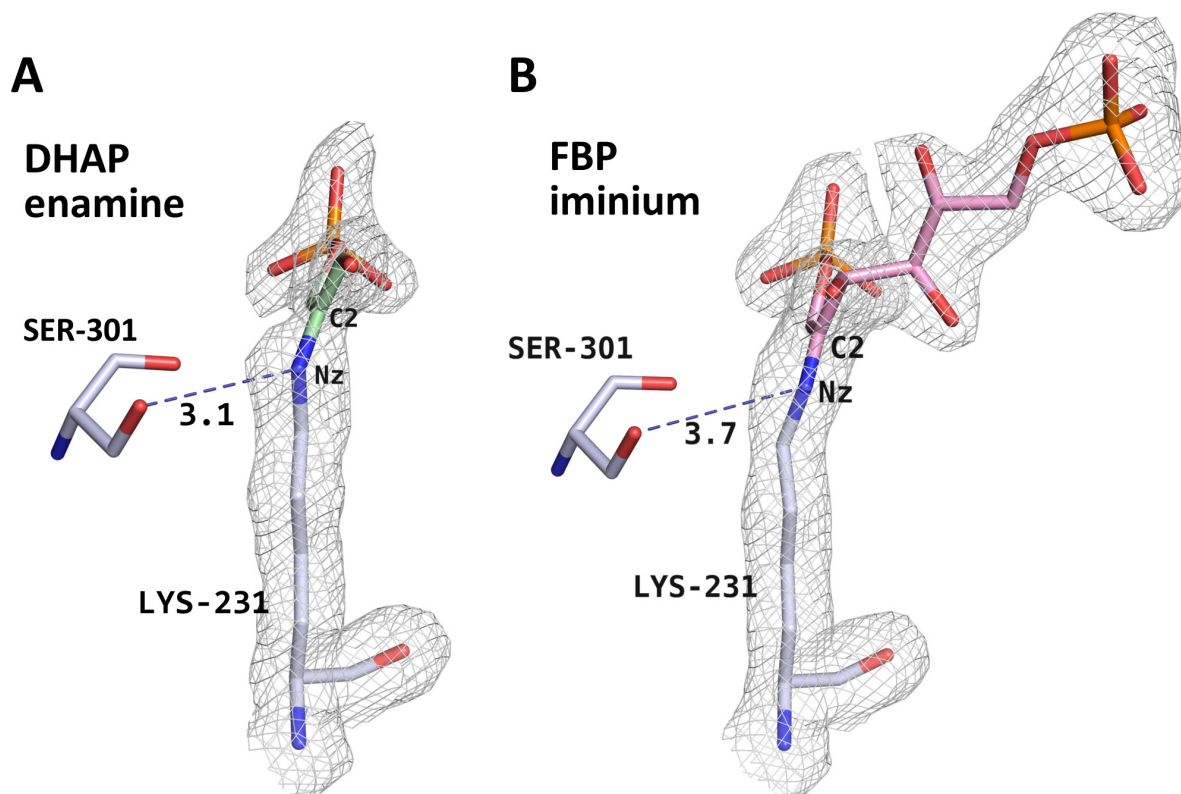 A
DHAP
enamine
SER-301
C2
Nz
3.1
LYS-231
B
FBP
iminium
SER-301
C2
Nz
3.7
LYS-231